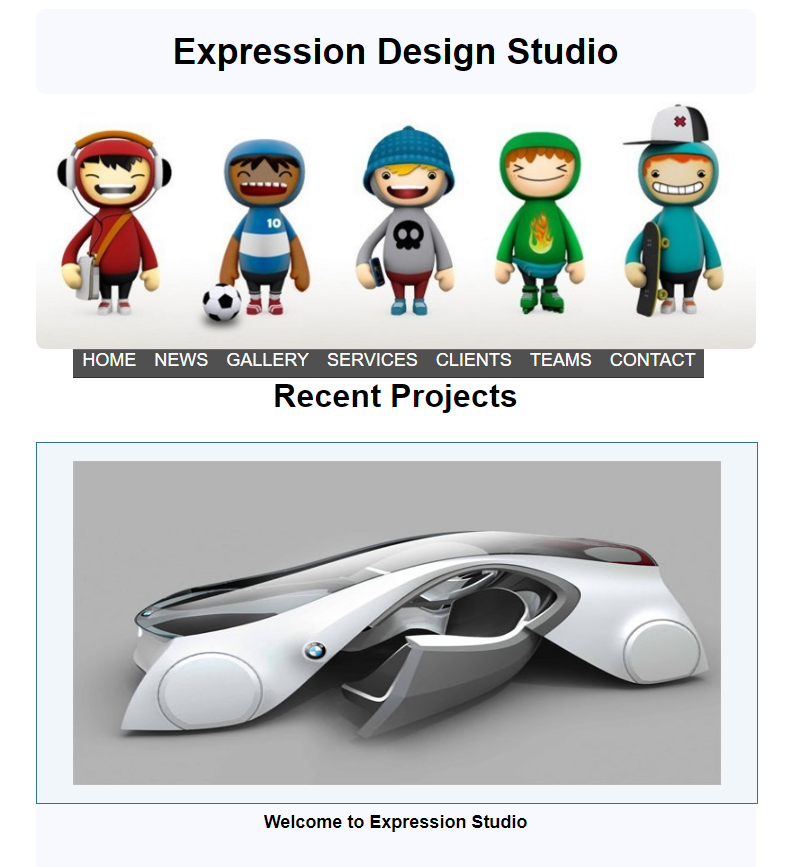 Expression Design Studio
10
HOME NEWS GALLERY SERVICES CLIENTS TEAMS CONTACT
Recent Projects
Welcome to Expression Studio